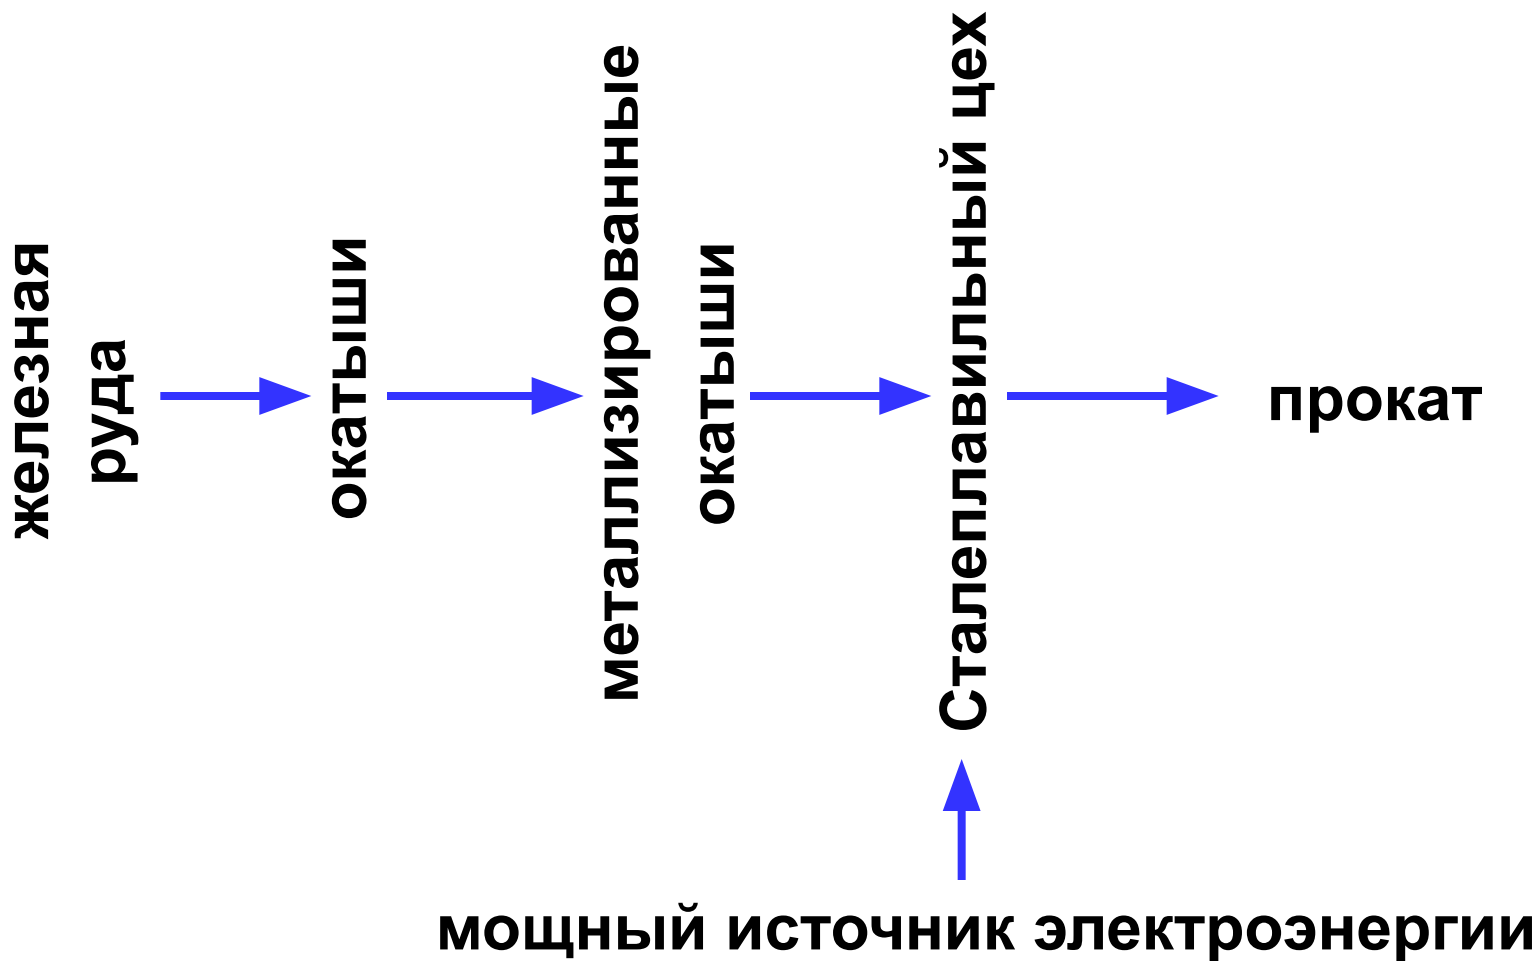 железная
руда
окатыши
металлизированные
окатыши
Сталеплавильный цех
прокат
мощный источник электроэнергии